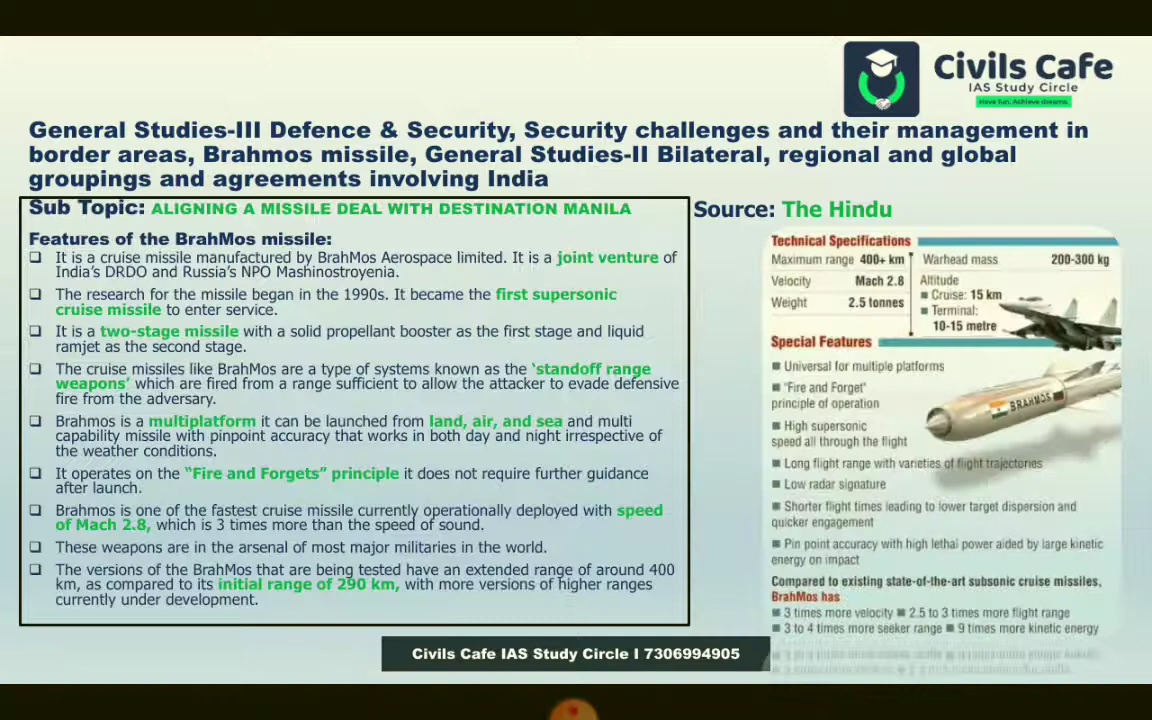 Civils Cafe
IAS Study Circle
Have fun. Achieve dreams.
General Studies-III Defence & Security, Security challenges and their management in
border areas, Brahmos missile, General Studies-II Bilateral, regional and global
groupings and agreements involving India
Sub Topic: ALIGNING A MISSILE DEAL WITH DESTINATION MANILA
Features of the BrahMos missile:
❑ It is a cruise missile manufactured by BrahMos Aerospace limited. It is a joint venture of
India's DRDO and Russia's NPO Mashinostroyenia.
❑ The research for the missile began in the 1990s. It became the first supersonic
cruise missile to enter service.
❑ It is a two-stage missile with a solid propellant booster as the first stage and liquid
ramjet as the second stage.
❑ The cruise missiles like BrahMos are a type of systems known as the ‘standoff range
weapons’ which are fired from a range sufficient to allow the attacker to evade defensive
fire from the adversary.
❑ Brahmos is a multiplatform it can be launched from land, air, and sea and multi
capability missile with pinpoint accuracy that works in both day and night irrespective of
the weather conditions.
❑ It operates on the “Fire and Forgets” principle it does not require further guidance
after launch.
❑ Brahmos is one of the fastest cruise missile currently operationally deployed with speed
of Mach 2.8, which is 3 times more than the speed of sound.
❑ These weapons are in the arsenal of most major militaries in the world.
❑ The versions of the BrahMos that are being tested have an extended range of around 400
km, as compared to its initial range of 290 km, with more versions of higher ranges
currently under development.
Source: The Hindu
Technical Specifications
Maximum range 400+ km
Velocity Mach 2.8
Weight 2.5 tonnes
Warhead mass 200-300 kg
Altitude
■ Cruise: 15 km
■ Terminal:
10-15 metre
Special Features
■ Universal for multiple platforms
■ "Fire and Forget'
principle of operation
■ High supersonic
speed all through the flight
■ Long flight range with varieties of flight trajectories
■ Low radar signature
■ Shorter flight times leading to lower target dispersion and
quicker engagement
■ Pin point accuracy with high lethal power aided by large kinetic
energy on impact
BRAHMOS
Compared to existing state-of-the-art subsonic cruise missiles,
BrahMos has
■ 3 times more velocity ■ 2.5 to 3 times more flight range
■ 3 to 4 times more seeker range ■ 9 times more kinetic energy
Civils Cafe IAS Study Circle I 7306994905